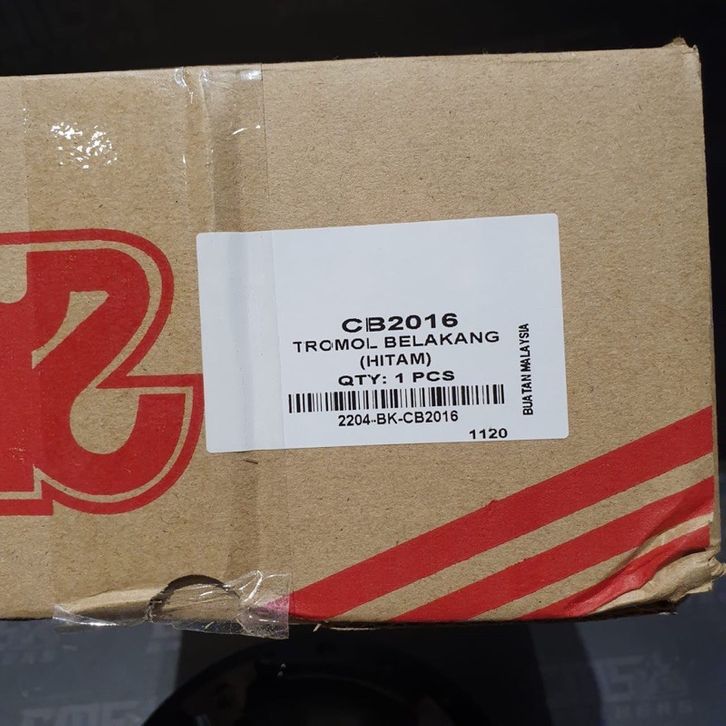 CB2016
TROMOL BELAKANG
(HITAM)
QTY: 1 PCS
2204-BK-CB2016
1120
BUATAN MALAYSIA